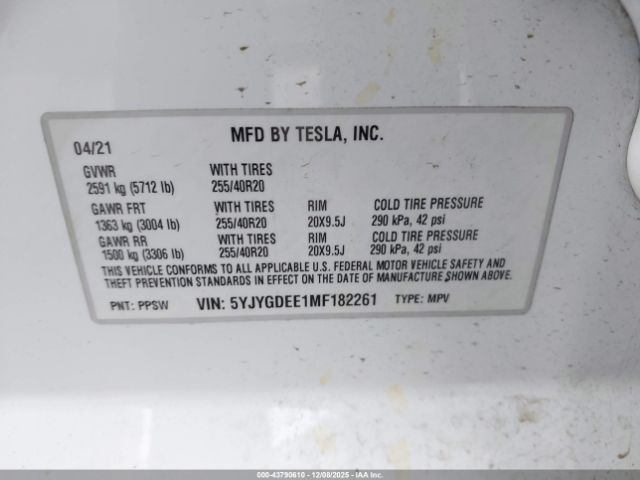 04/21 MFD BY TESLA, INC.
GVWR WITH TIRES
2591 kg (5712 lb) 255/40R20
GAWR FRT WITH TIRES RIM COLD TIRE PRESSURE
1363 kg (3004 lb) 255/40R20 20X9.5J 290 kPa, 42 psi
GAWR RR WITH TIRES RIM COLD TIRE PRESSURE
1500 kg (3306 lb) 255/40R20 20X9.5J 290 kPa, 42 psi
THIS VEHICLE CONFORMS TO ALL APPLICABLE U.S. FEDERAL MOTOR VEHICLE SAFETY AND
THEFT PREVENTION STANDARDS IN EFFECT ON THE DATE OF MANUFACTURE SHOWN ABOVE.
PNT: PPSW VIN: 5YJYGDEE1MF182261 TYPE: MPV
000-43790610 - 12/08/2025 - IAA, Inc.